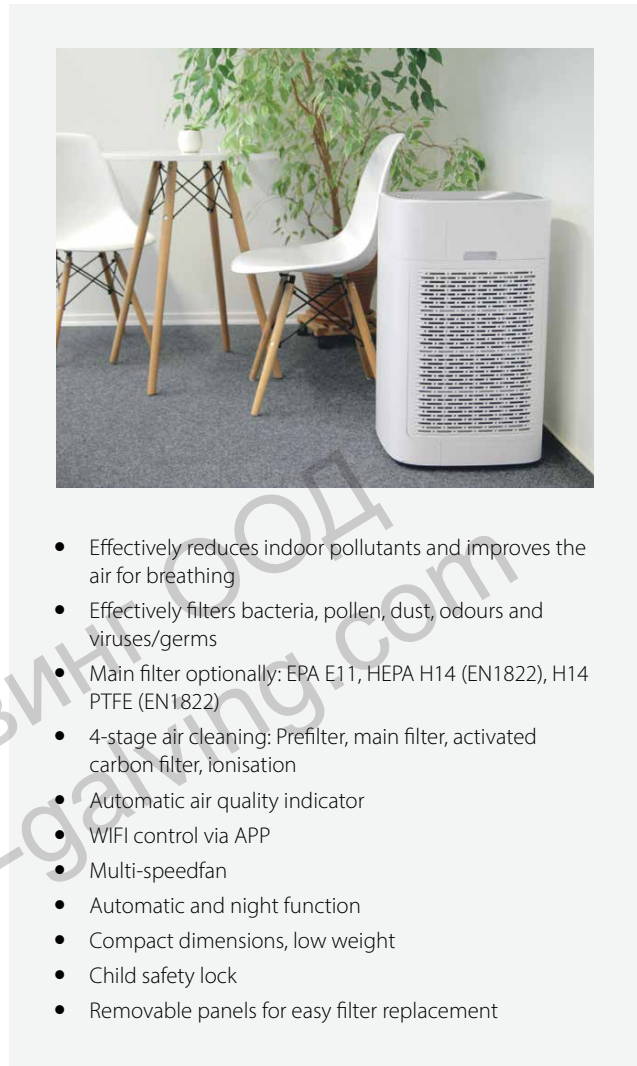 • Effectively reduces indoor pollutants and improves the
air for breathing
• Effectively filters bacteria, pollen, dust, odours and
viruses/germs
• Main filter optionally: EPA E11, HEPA H14 (EN1822), H14
PTFE (EN1822)
• 4-stage air cleaning: Prefilter, main filter, activated
carbon filter, ionisation
• Automatic air quality indicator
• WIFI control via APP
• Multi-speedfan
• Automatic and night function
• Compact dimensions, low weight
• Child safety lock
• Removable panels for easy filter replacement
ООД
-galving.com